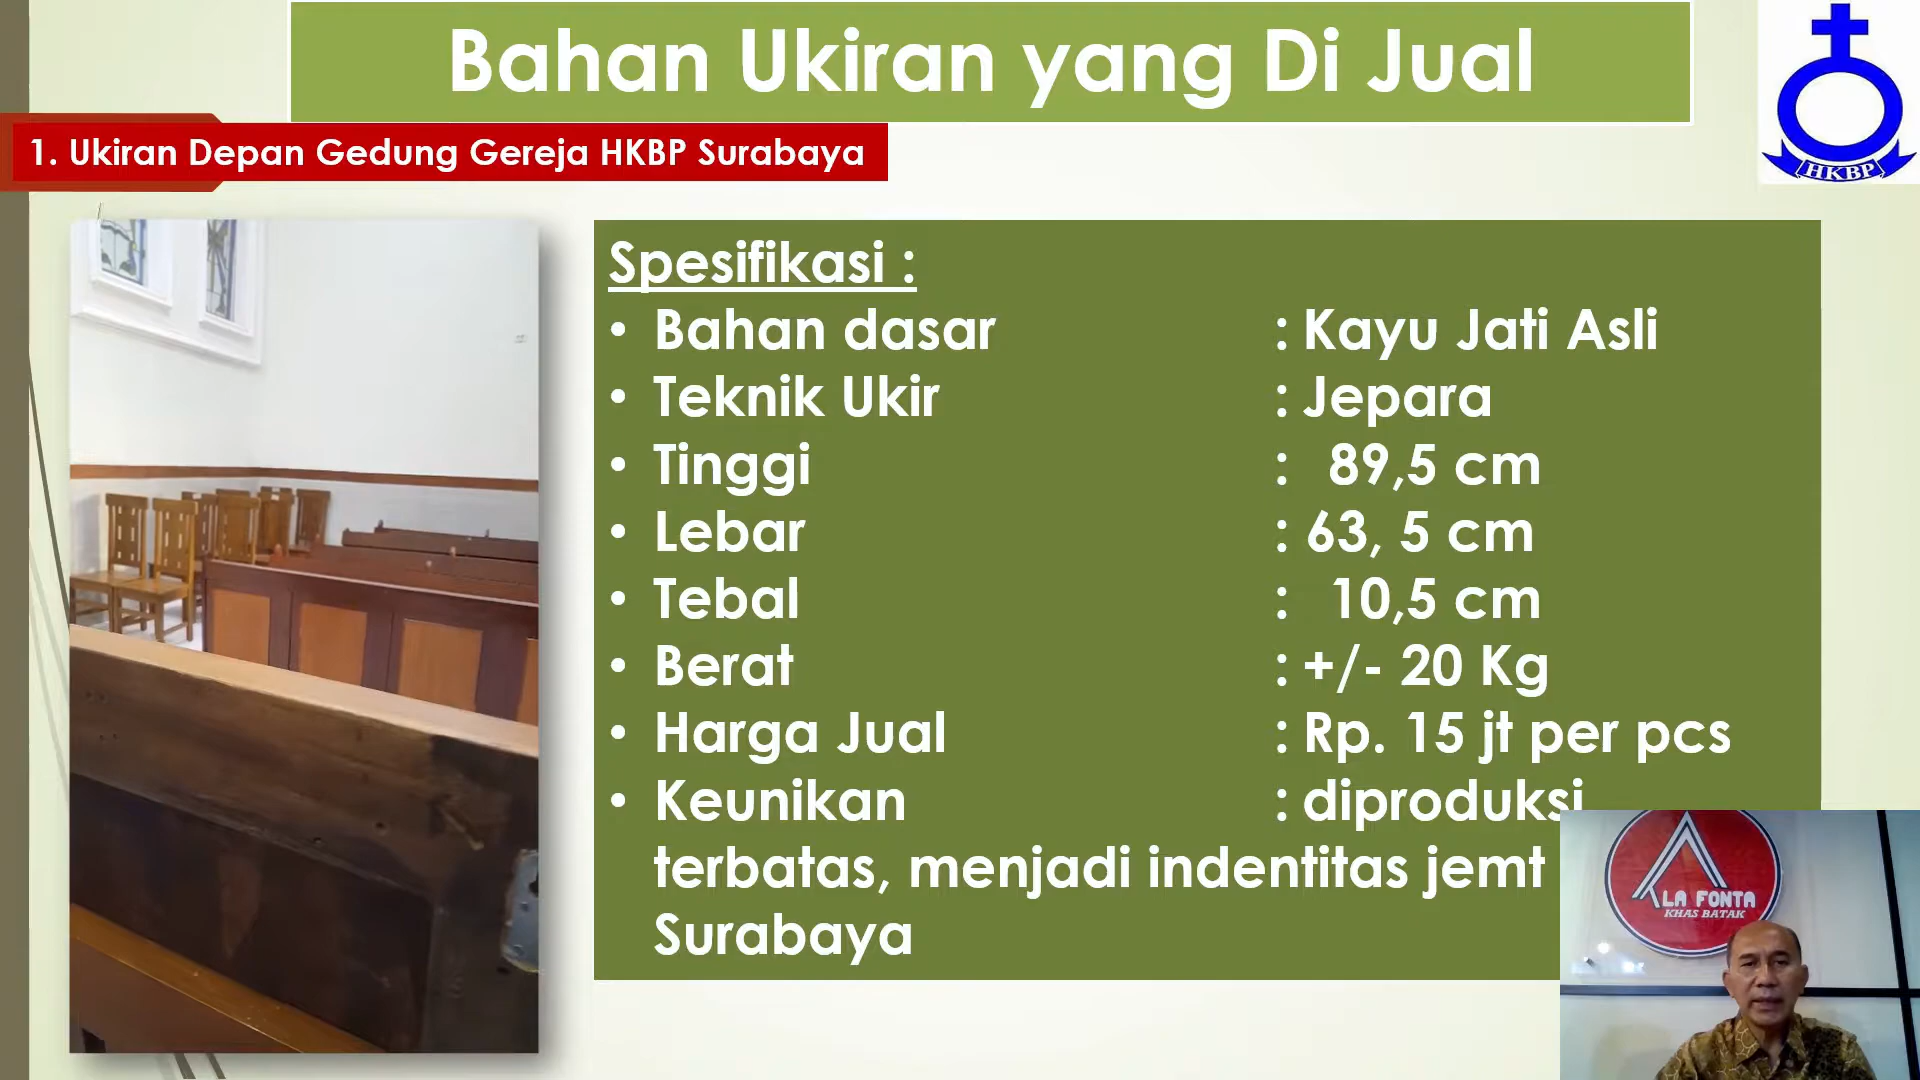 Bahan Ukiran yang Di Jual
HKBP
1. Ukiran Depan Gedung Gereja HKBP Surabaya
Spesifikasi :
• Bahan dasar : Kayu Jati Asli
• Teknik Ukir : Jepara
• Tinggi : 89,5 cm
• Lebar : 63, 5 cm
• Tebal : 10,5 cm
• Berat : +/- 20 Kg
• Harga Jual : Rp. 15 jt per pcs
• Keunikan : diproduksi
terbatas, menjadi indentitas jemt
Surabaya
LA FONTA
KHAS BATAK